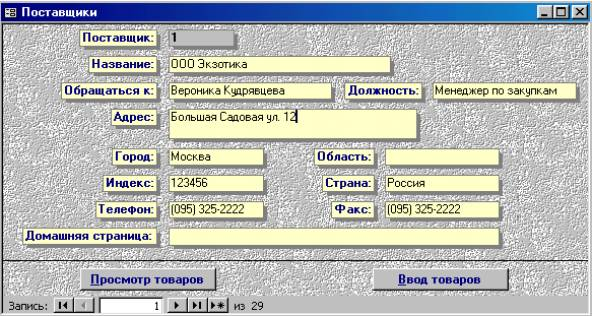 Поставщики
Поставщик: 1
Название: ООО Экзотика
Обращаться к: Вероника Кудрявцева Должность: Менеджер по закупкам
Адрес: Большая Садовая ул. 12
Город: Москва Область:
Индекс: 123456 Страна: Россия
Телефон: (095) 325-2222 Факс: (095) 325-2222
Домашняя страница:
Просмотр товаров Ввод товаров
Запись: 1 из 29